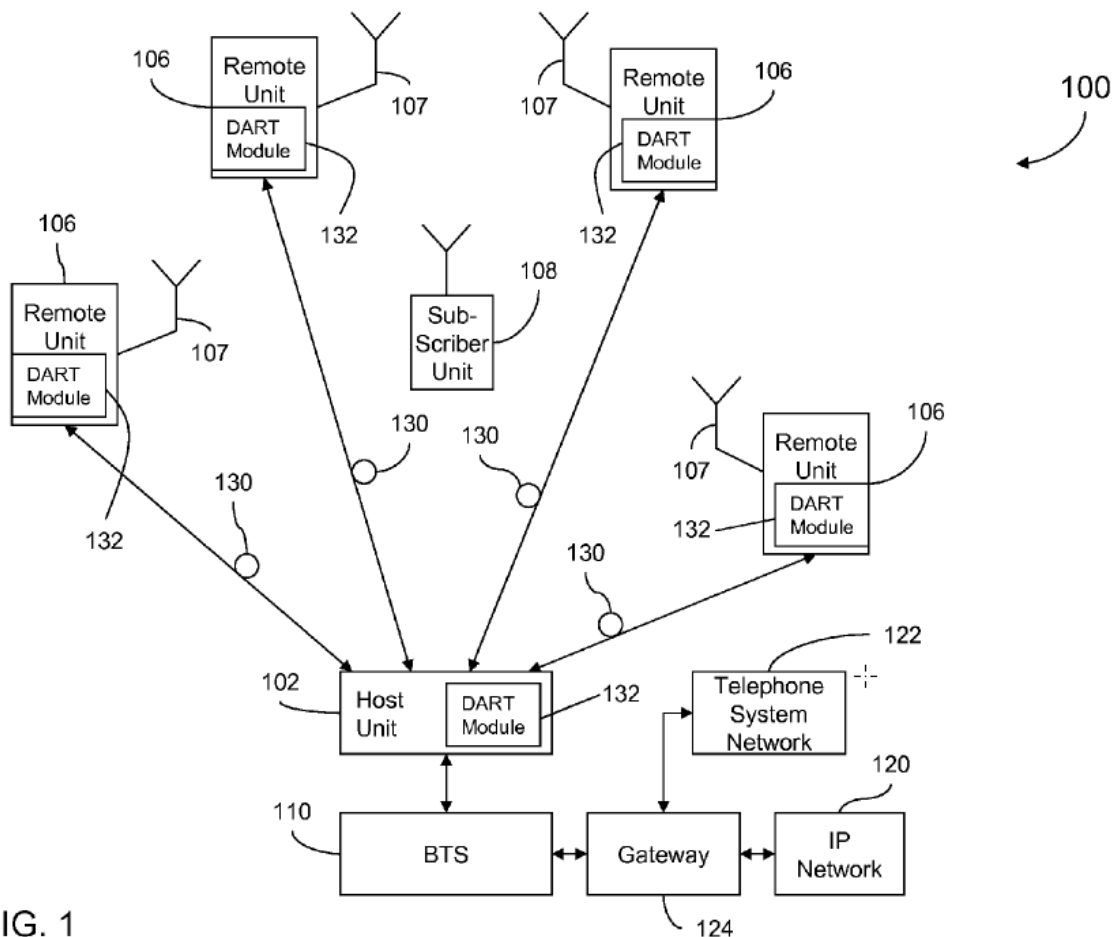 106
Remote
Unit
DART
Module
107
132
107
Remote
Unit
DART
Module
106
132
100
106
Remote
Unit
DART
Module
107
132
108
Sub-
Scriber
Unit
130
130
130
130
107
Remote
Unit
DART
Module
106
132
102
Host
Unit
DART
Module
132
122
Telephone
System
Network
110
BTS
Gateway
124
120
IP
Network
IG. 1